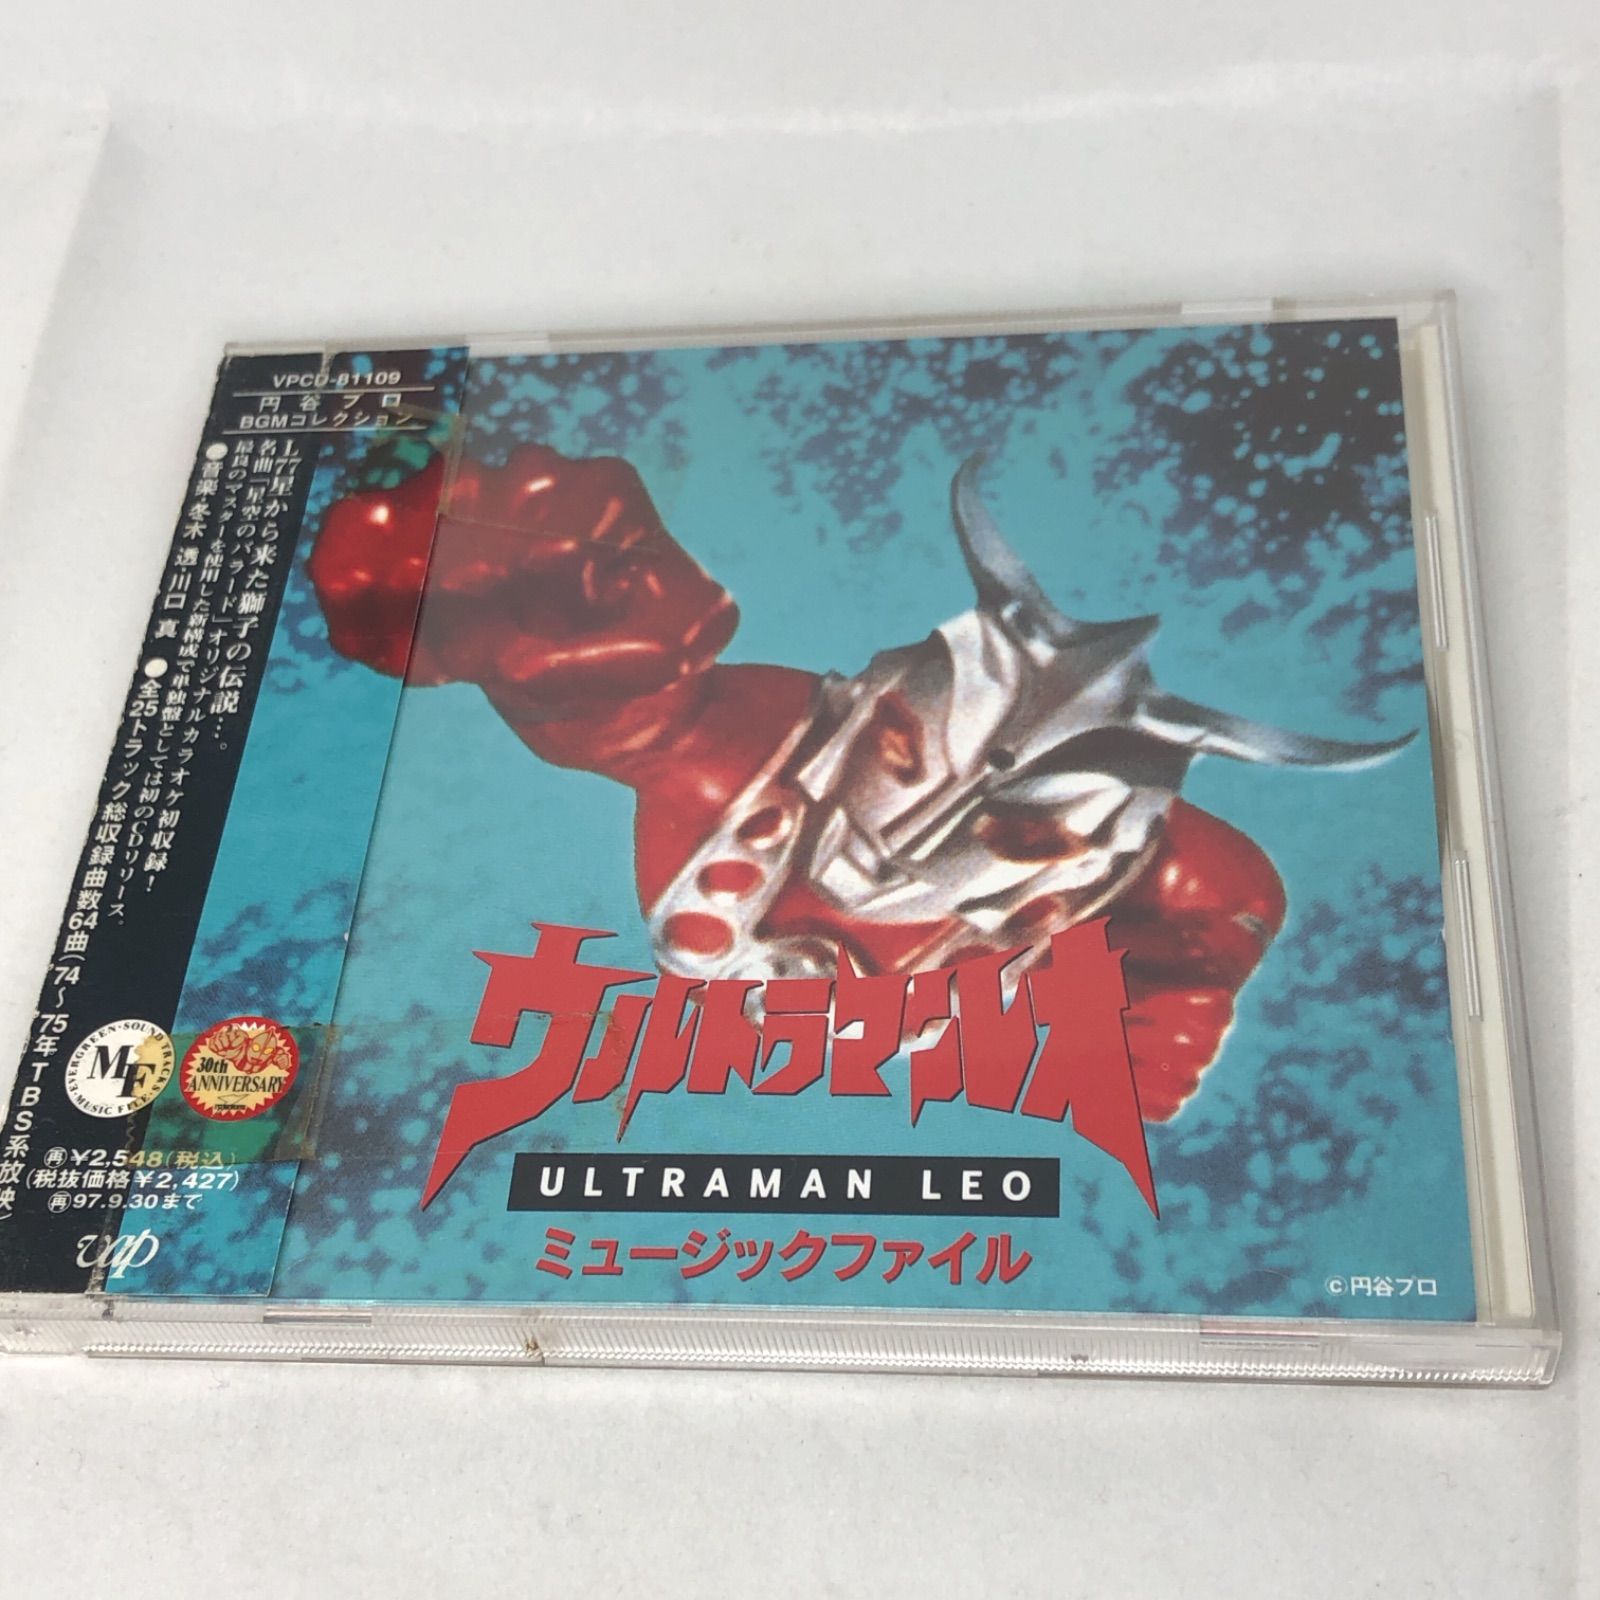 VPCD-81109
円谷プロ
BGMコレクション
L77星から来た獅子の伝説…。
名曲「星空のバラード」オリジナルカラオケ初収録!
最良のマスターを使用した新構成で単独盤としては初のCDリリース。
●音楽・冬木 透・川口 真 ●全25トラック総収録曲数64曲('74〜'75年TBS系放映)
EVERGREEN・SOUND TRACKS
MF
・MUSIC FILE・
30th
ANNIVERSARY
再¥2,548(税込)
(税抜価格¥2,427)
再97.9.30まで
vap
ウルトラマンレオ
ULTRAMAN LEO
ミュージックファイル
©円谷プロ